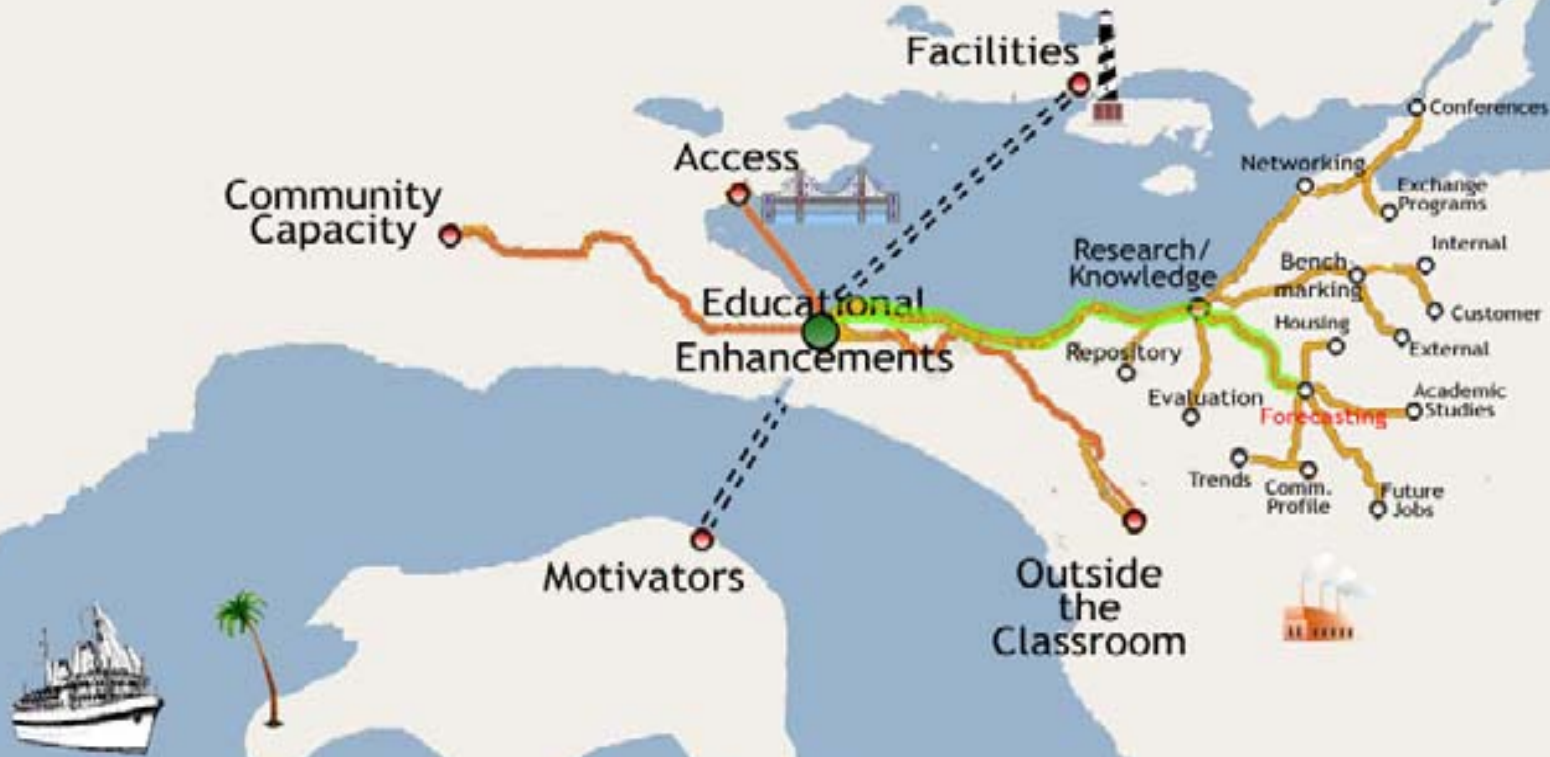 Facilities
Conferences
Access
Networking
Community
Capacity
Exchange
Programs
Research/
Knowledge
Internal
Bench
marking
Educational
Enhancements
Customer
Housing
External
Repository
Evaluation
Academic
Studies
Forecasting
Trends
Comm.
Profile
Future
Jobs
Motivators
Outside
the
Classroom